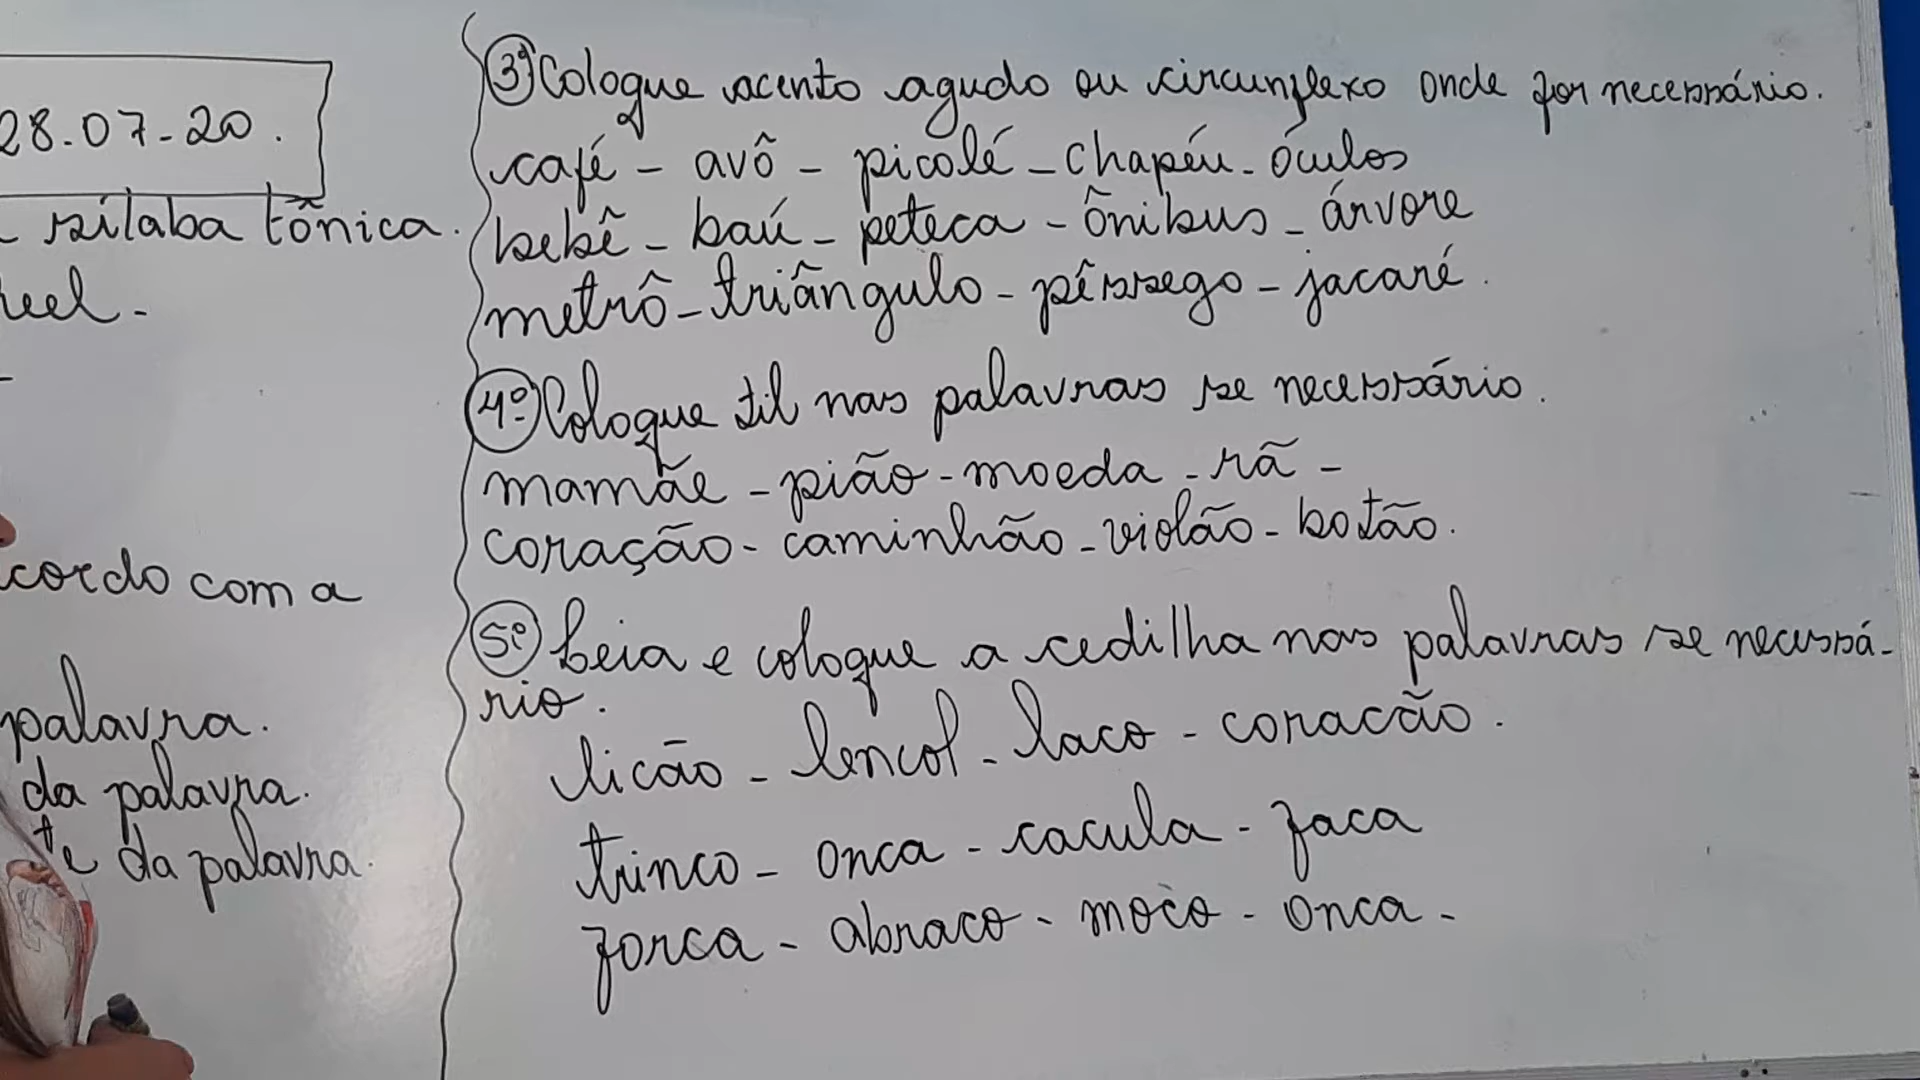 28.07-20.
sílaba tônica.
cordo com a
palavra.
da palavra.
te da palavra.
3º Coloque acento agudo ou circunflexo onde for necessário.
café - avô - picolé - chapéu - óculos
bebê - baú - peteca - ônibus - árvore
metrô - triângulo - pêssego - jacaré.
4º Coloque til nas palavras se necessário.
mamãe - pião - moeda - rã -
coração - caminhão - violão - botão.
5º Leia e coloque a cedilha nas palavras se necessá-
rio.
licão - lencol - laco - coracão.
trinco - onca - cacula - faca
forca - abraco - moco - onca -